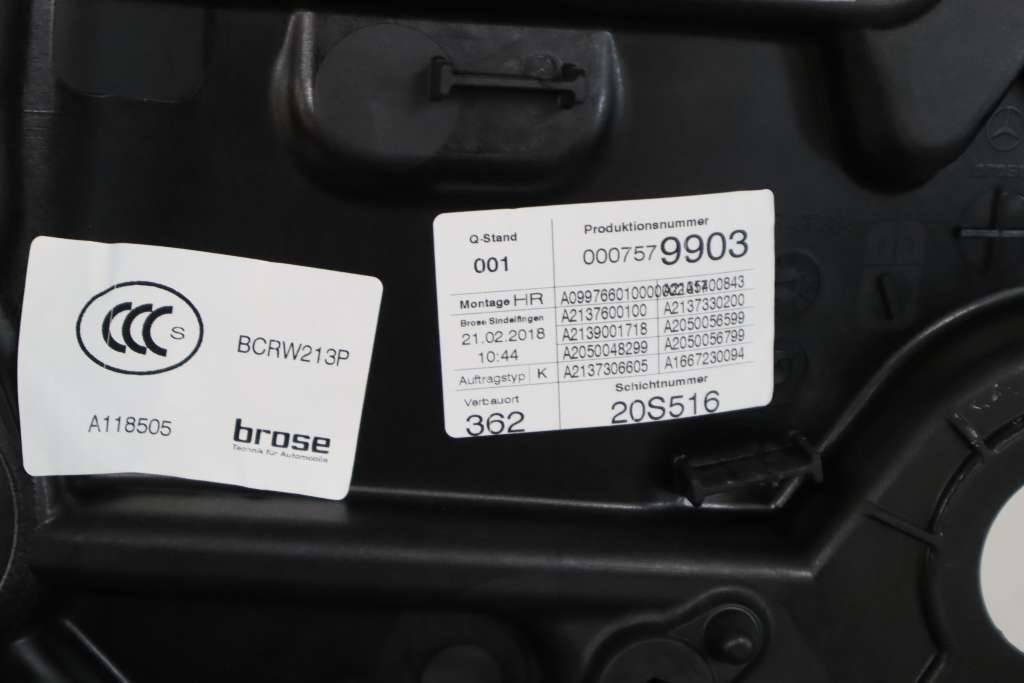 CCC S
BCRW213P
A118505
brose
Technik für Automobile
Q-Stand
001
Produktionsnummer
0007579903
Montage HR
Brose Sindelfingen
21.02.2018
10:44
Auftragstyp K
Verbauort
362
A2137600100 A2137330200
A2139001718 A2050056599
A2050048299 A2050056799
A2137306605 A1667230094
Schichtnummer
20S516